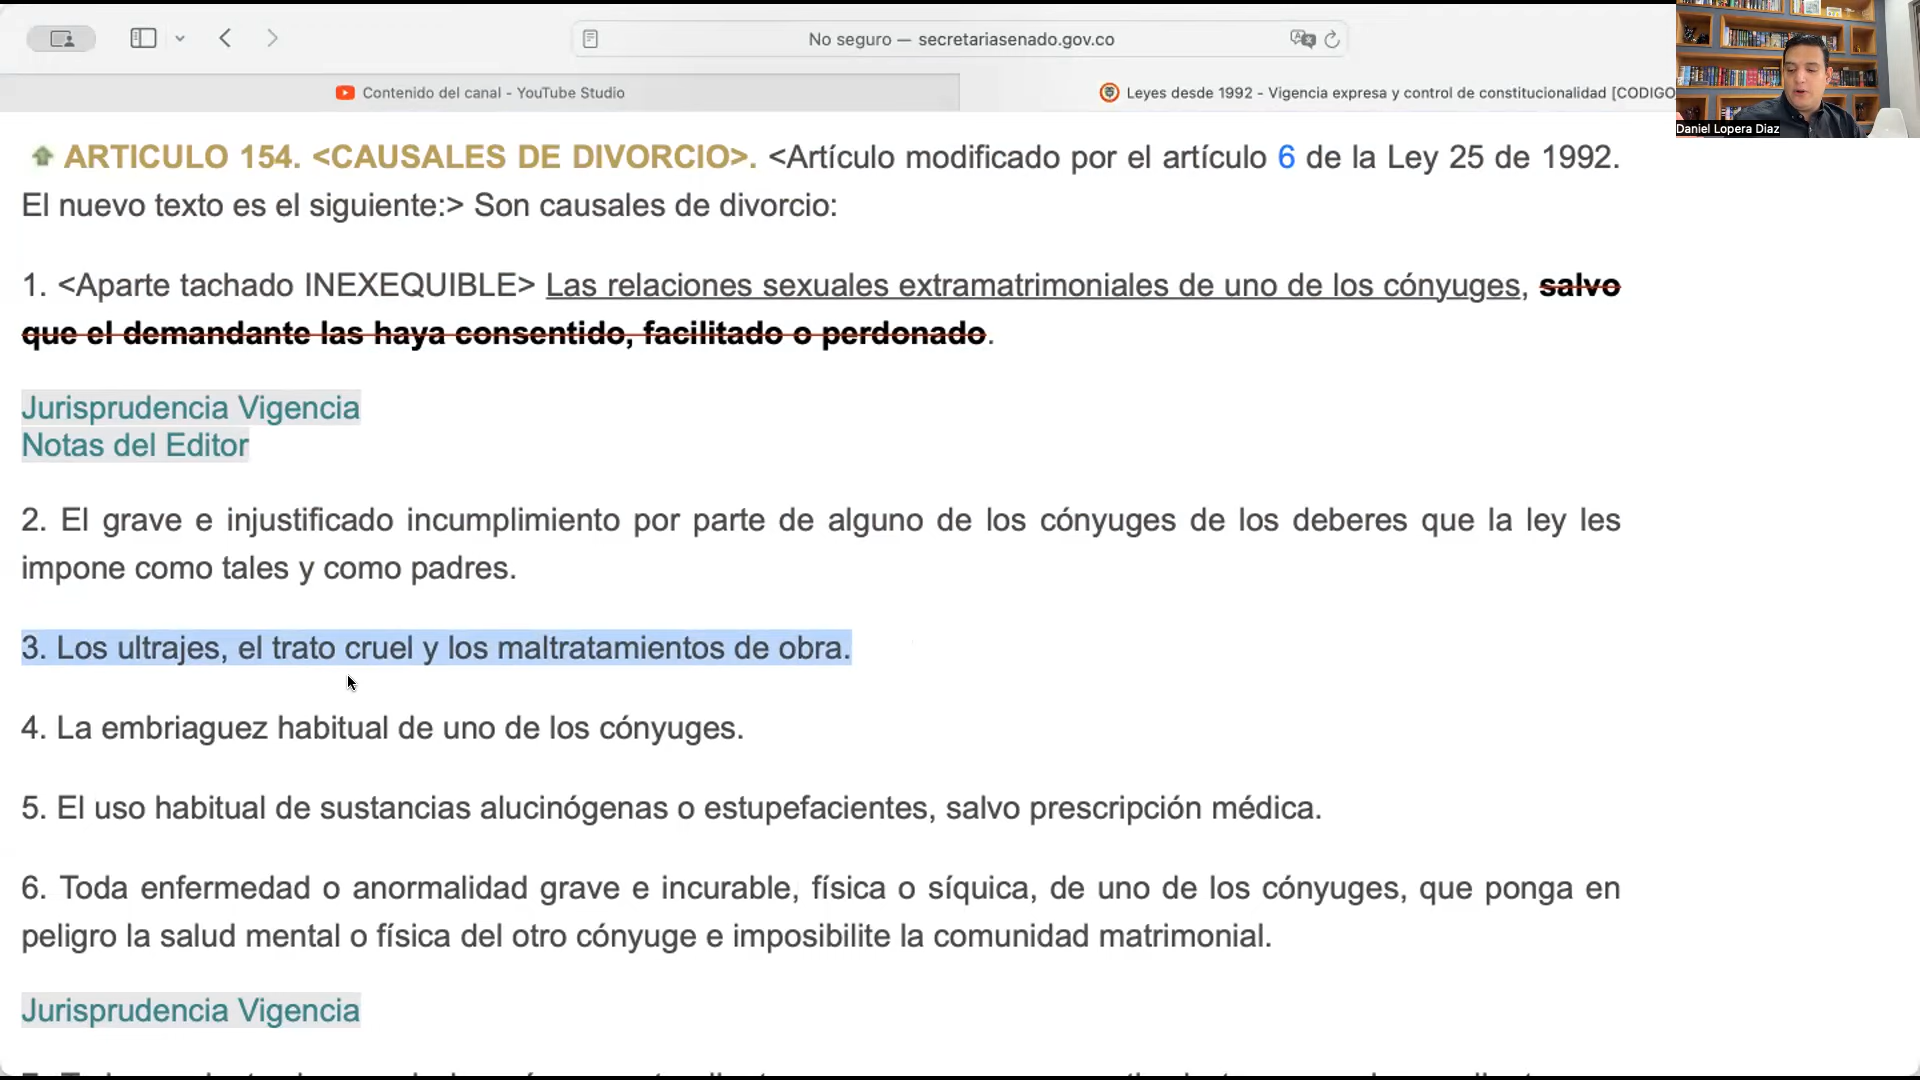 No seguro — secretariasenado.gov.co
Contenido del canal - YouTube Studio
Leyes desde 1992 - Vigencia expresa y control de constitucionalidad [CODIGO
Daniel Lopera Diaz
ARTICULO 154. <CAUSALES DE DIVORCIO>. <Artículo modificado por el artículo 6 de la Ley 25 de 1992.
El nuevo texto es el siguiente:> Son causales de divorcio:
1. <Aparte tachado INEXEQUIBLE> Las relaciones sexuales extramatrimoniales de uno de los cónyuges, salvo
que el demandante las haya consentido, facilitado o perdonado.
Jurisprudencia Vigencia
Notas del Editor
2. El grave e injustificado incumplimiento por parte de alguno de los cónyuges de los deberes que la ley les
impone como tales y como padres.
3. Los ultrajes, el trato cruel y los maltratamientos de obra.
4. La embriaguez habitual de uno de los cónyuges.
5. El uso habitual de sustancias alucinógenas o estupefacientes, salvo prescripción médica.
6. Toda enfermedad o anormalidad grave e incurable, física o síquica, de uno de los cónyuges, que ponga en
peligro la salud mental o física del otro cónyuge e imposibilite la comunidad matrimonial.
Jurisprudencia Vigencia